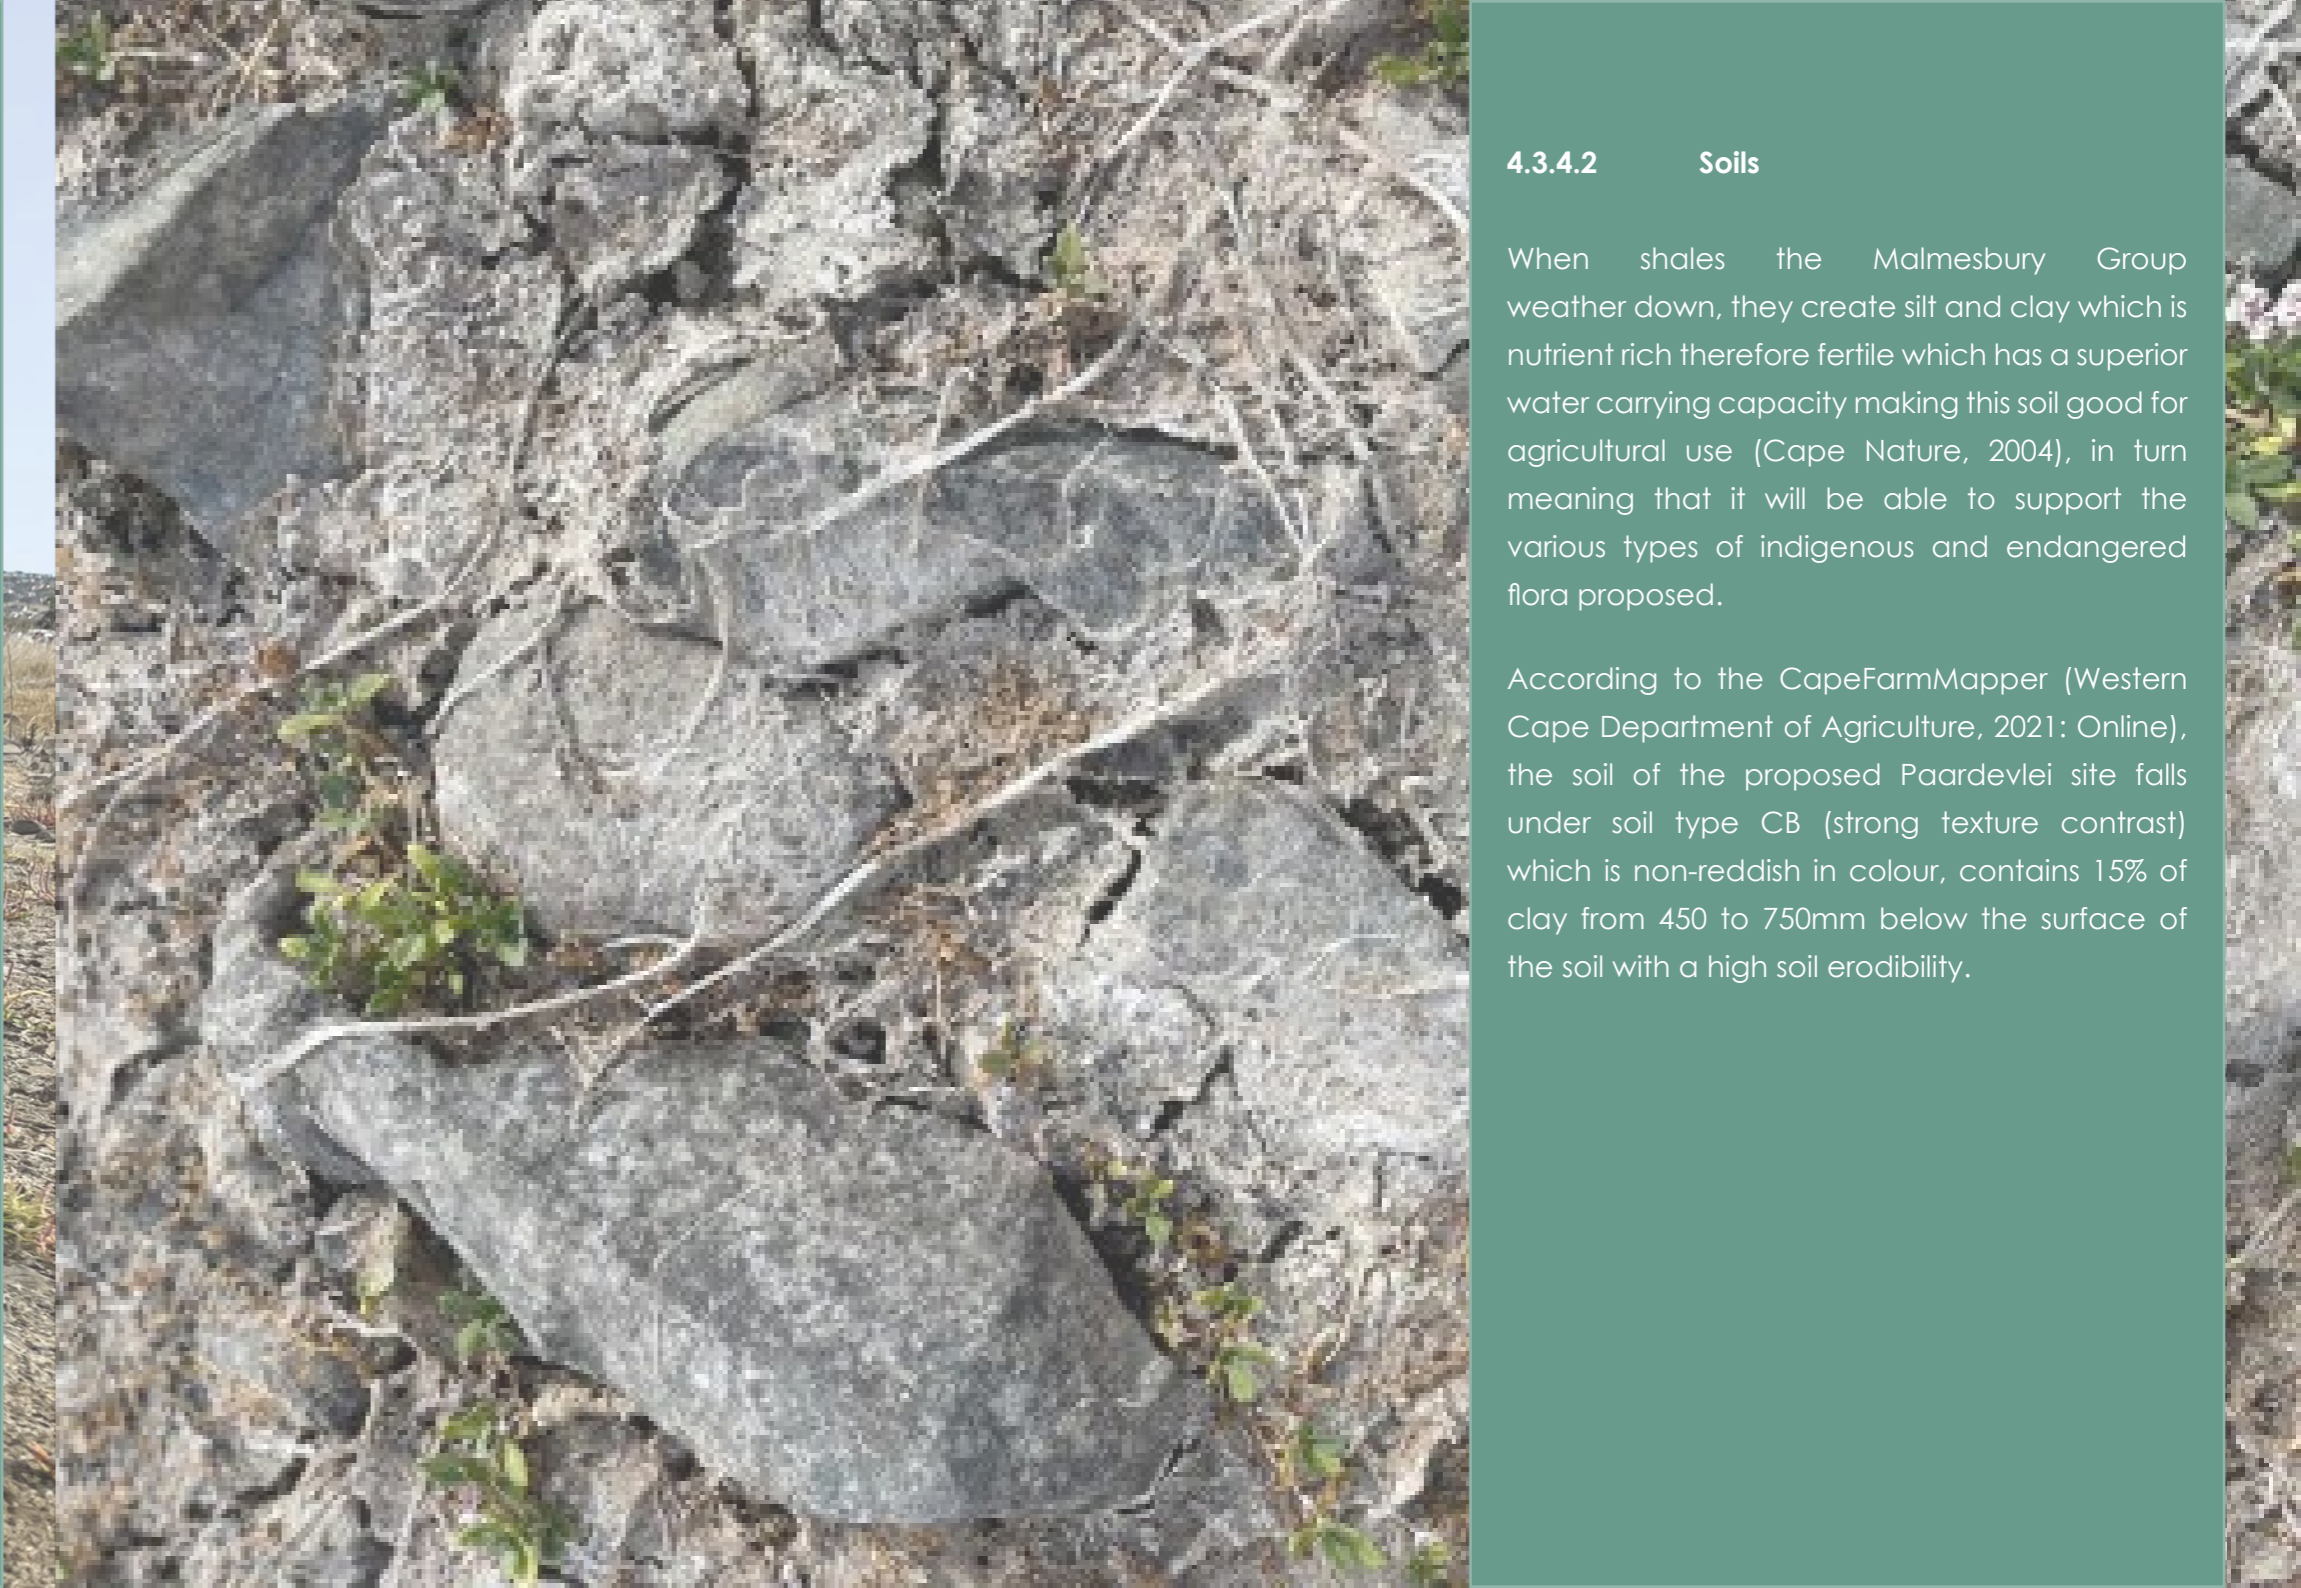 4.3.4.2 Soils
When shales the Malmesbury Group
weather down, they create silt and clay which is
nutrient rich therefore fertile which has a superior
water carrying capacity making this soil good for
agricultural use (Cape Nature, 2004), in turn
meaning that it will be able to support the
various types of indigenous and endangered
flora proposed.
According to the CapeFarmMapper (Western
Cape Department of Agriculture, 2021: Online),
the soil of the proposed Paardevlei site falls
under soil type CB (strong texture contrast)
which is non-reddish in colour, contains 15% of
clay from 450 to 750mm below the surface of
the soil with a high soil erodibility.